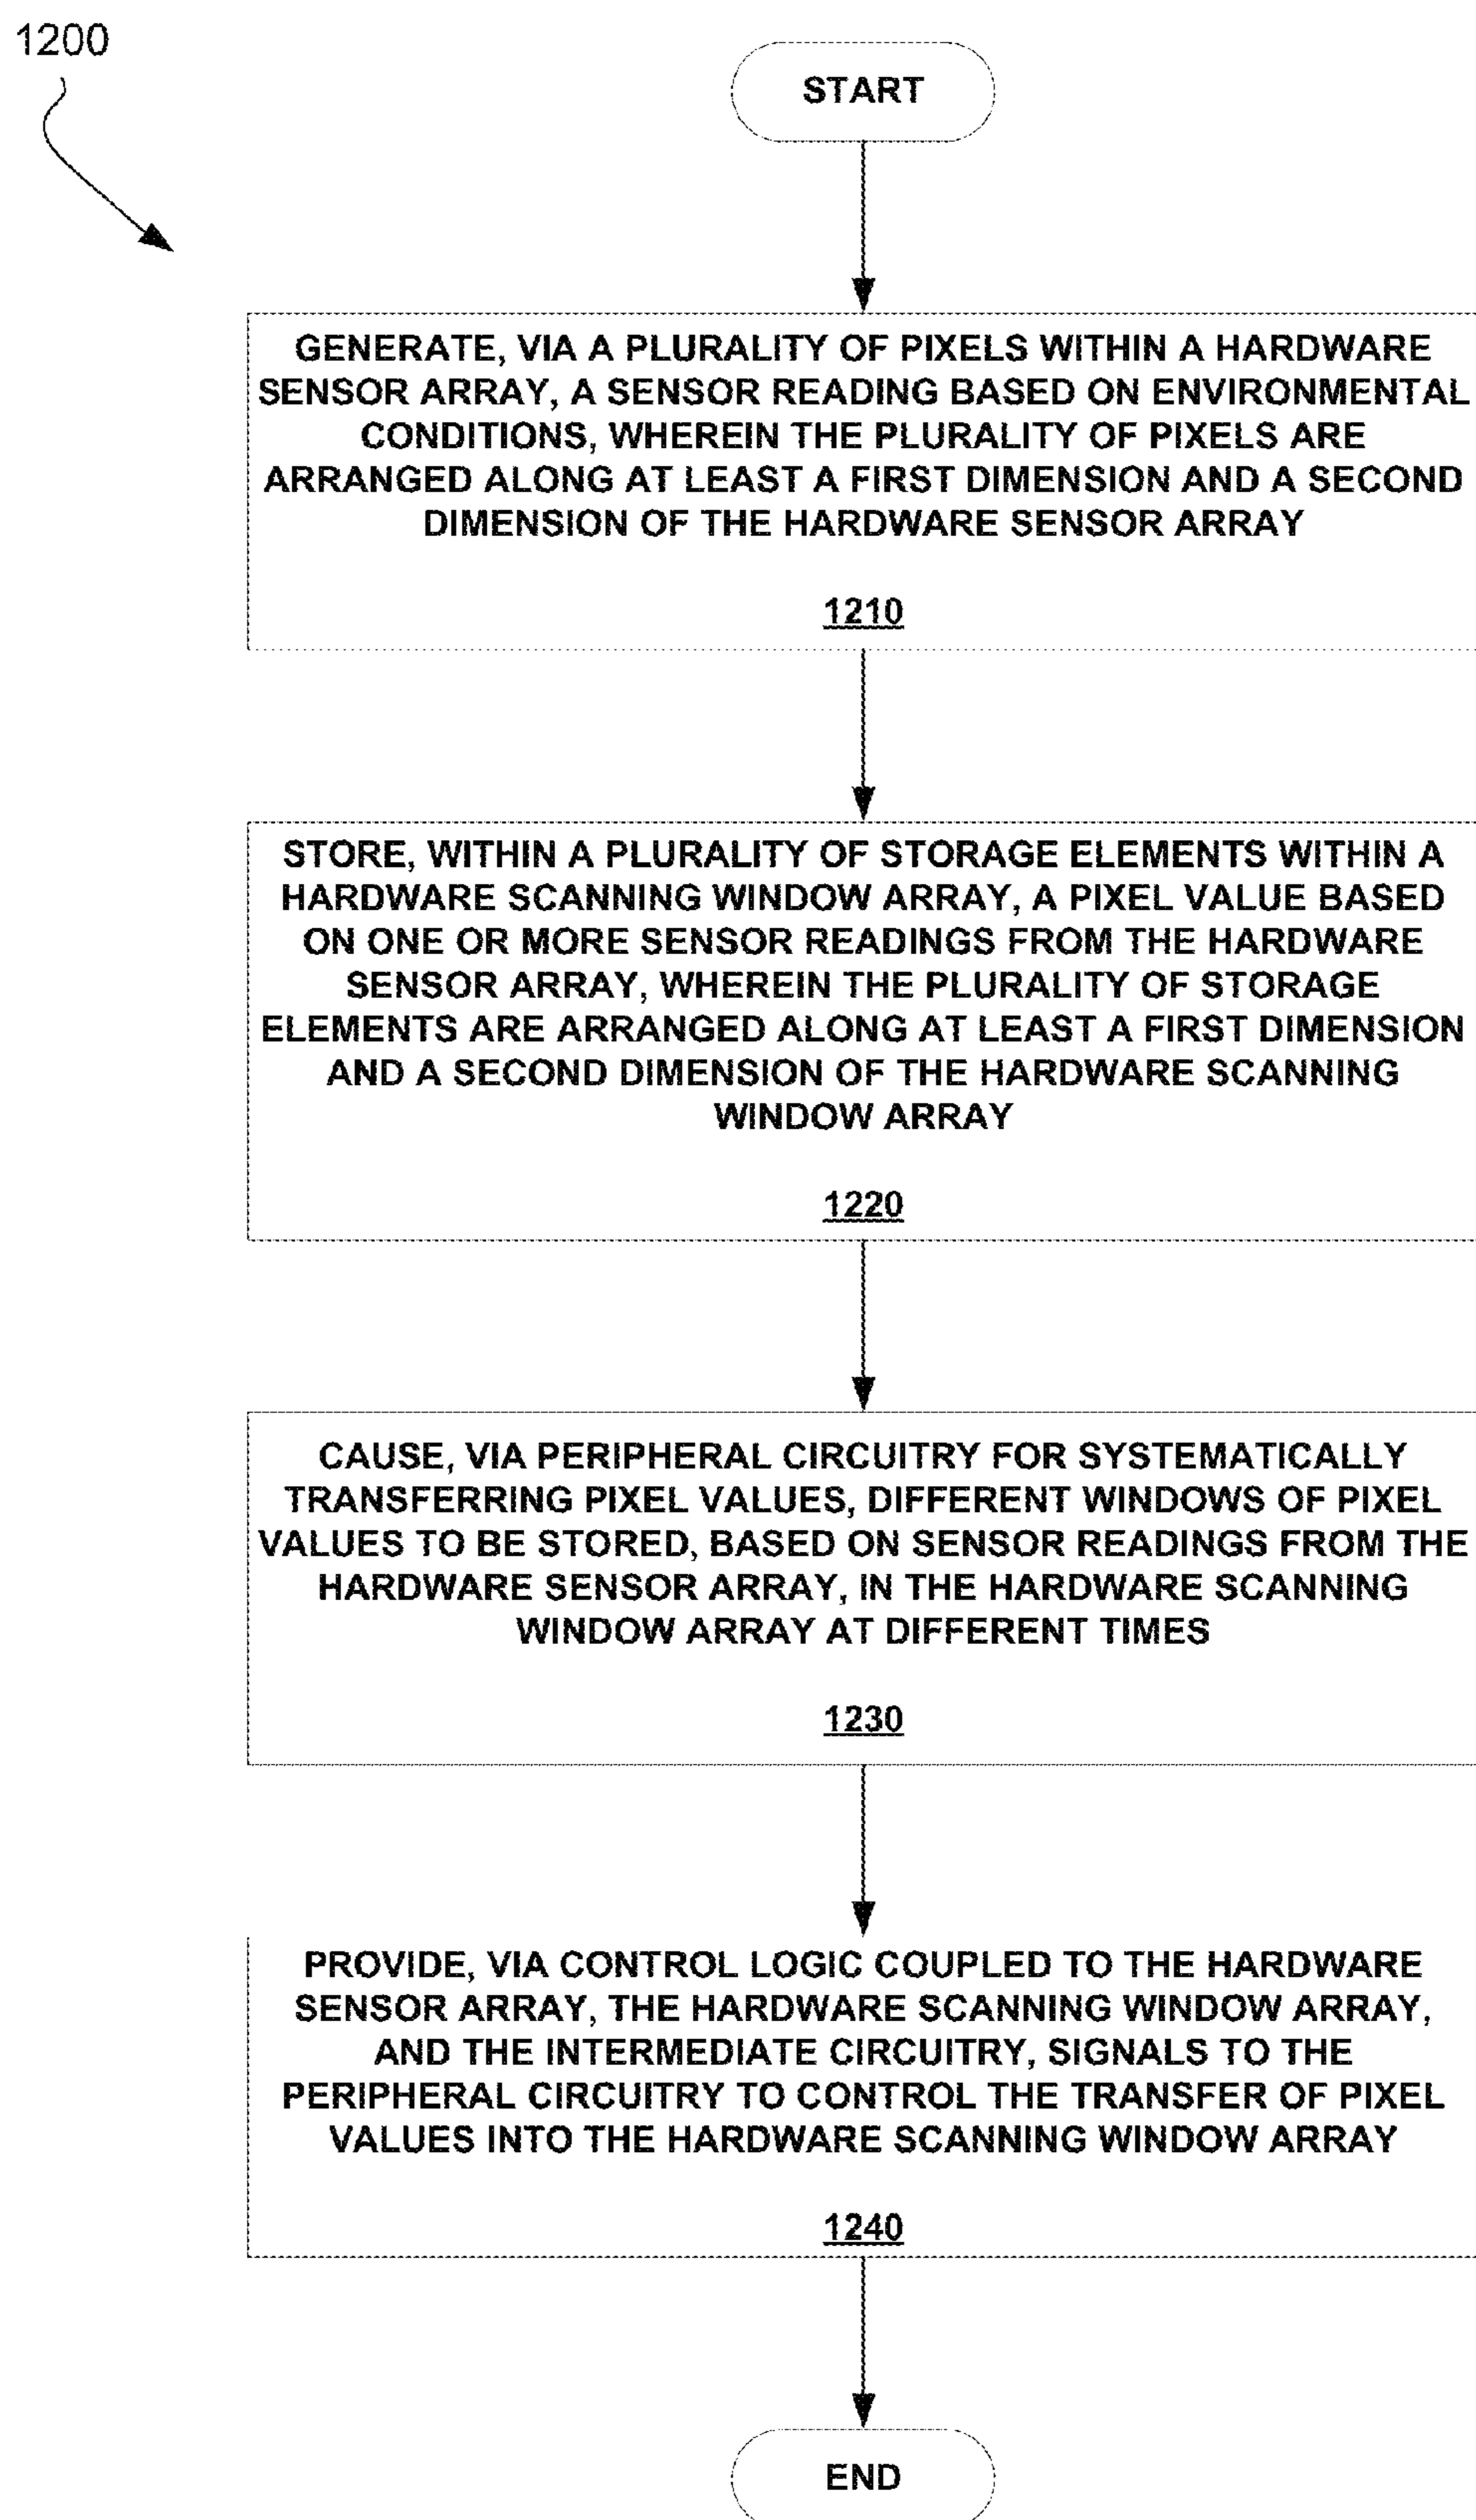 1200
START
GENERATE, VIA A PLURALITY OF PIXELS WITHIN A HARDWARE
SENSOR ARRAY, A SENSOR READING BASED ON ENVIRONMENTAL
CONDITIONS, WHEREIN THE PLURALITY OF PIXELS ARE
ARRANGED ALONG AT LEAST A FIRST DIMENSION AND A SECOND
DIMENSION OF THE HARDWARE SENSOR ARRAY
1210
STORE, WITHIN A PLURALITY OF STORAGE ELEMENTS WITHIN A
HARDWARE SCANNING WINDOW ARRAY, A PIXEL VALUE BASED
ON ONE OR MORE SENSOR READINGS FROM THE HARDWARE
SENSOR ARRAY, WHEREIN THE PLURALITY OF STORAGE
ELEMENTS ARE ARRANGED ALONG AT LEAST A FIRST DIMENSION
AND A SECOND DIMENSION OF THE HARDWARE SCANNING
WINDOW ARRAY
1220
CAUSE, VIA PERIPHERAL CIRCUITRY FOR SYSTEMATICALLY
TRANSFERRING PIXEL VALUES, DIFFERENT WINDOWS OF PIXEL
VALUES TO BE STORED, BASED ON SENSOR READINGS FROM THE
HARDWARE SENSOR ARRAY, IN THE HARDWARE SCANNING
WINDOW ARRAY AT DIFFERENT TIMES
1230
PROVIDE, VIA CONTROL LOGIC COUPLED TO THE HARDWARE
SENSOR ARRAY, THE HARDWARE SCANNING WINDOW ARRAY,
AND THE INTERMEDIATE CIRCUITRY, SIGNALS TO THE
PERIPHERAL CIRCUITRY TO CONTROL THE TRANSFER OF PIXEL
VALUES INTO THE HARDWARE SCANNING WINDOW ARRAY
1240
END